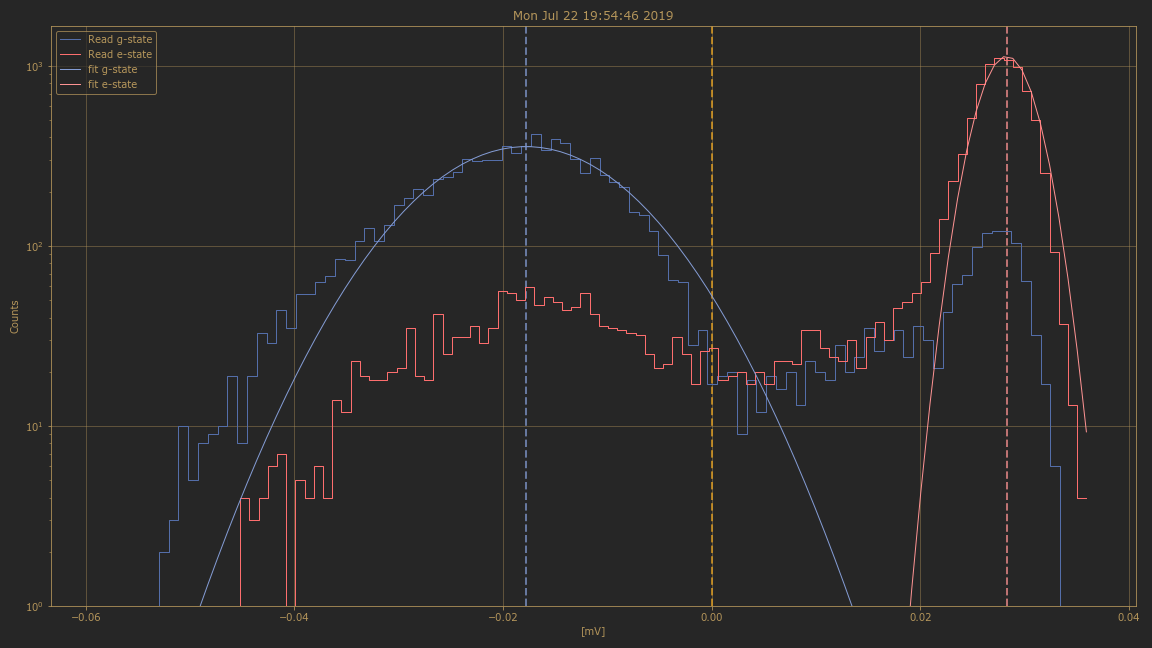 Mon Jul 22 19:54:46 2019
Read g-state
Read e-state
fit g-state
fit e-state
10³
10²
10¹
10⁰
Counts
−0.06
−0.04
−0.02
0.00
0.02
0.04
[mV]